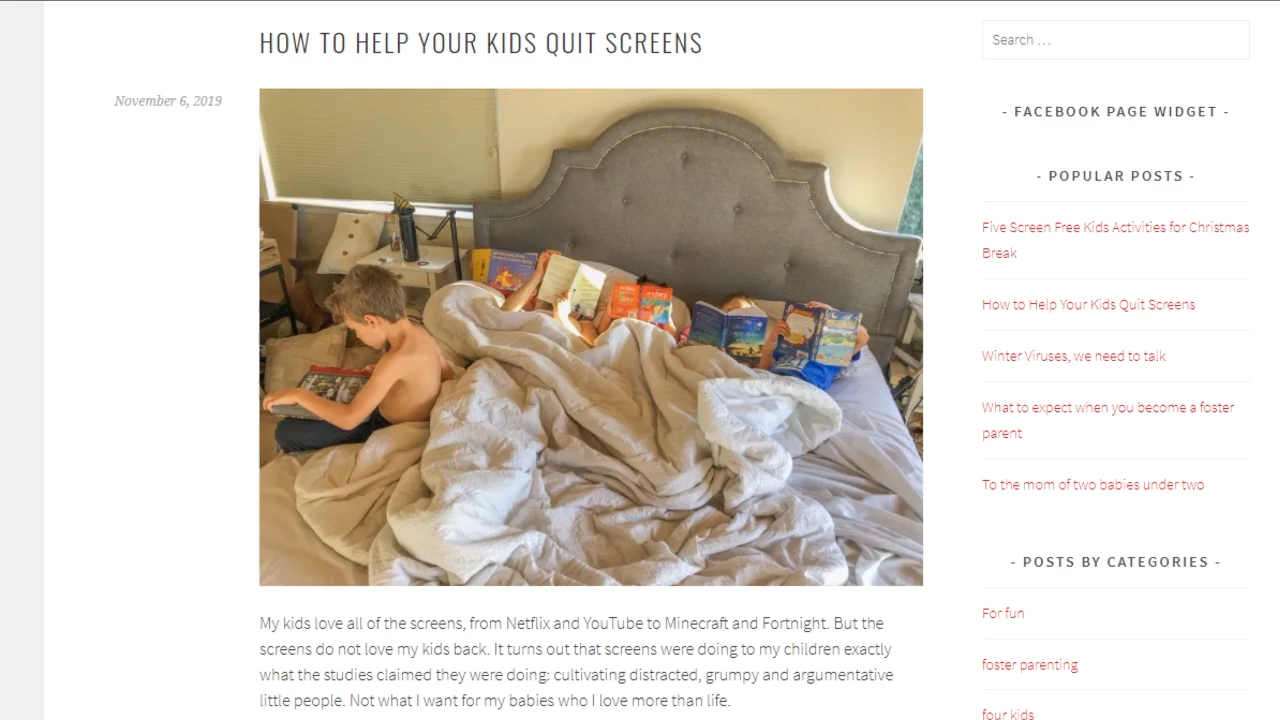 HOW TO HELP YOUR KIDS QUIT SCREENS
November 6, 2019
My kids love all of the screens, from Netflix and YouTube to Minecraft and Fortnight. But the
screens do not love my kids back. It turns out that screens were doing to my children exactly
what the studies claimed they were doing: cultivating distracted, grumpy and argumentative
little people. Not what I want for my babies who I love more than life.
Search …
- FACEBOOK PAGE WIDGET -
- POPULAR POSTS -
Five Screen Free Kids Activities for Christmas
Break
How to Help Your Kids Quit Screens
Winter Viruses, we need to talk
What to expect when you become a foster
parent
To the mom of two babies under two
- POSTS BY CATEGORIES -
For fun
foster parenting
four kids